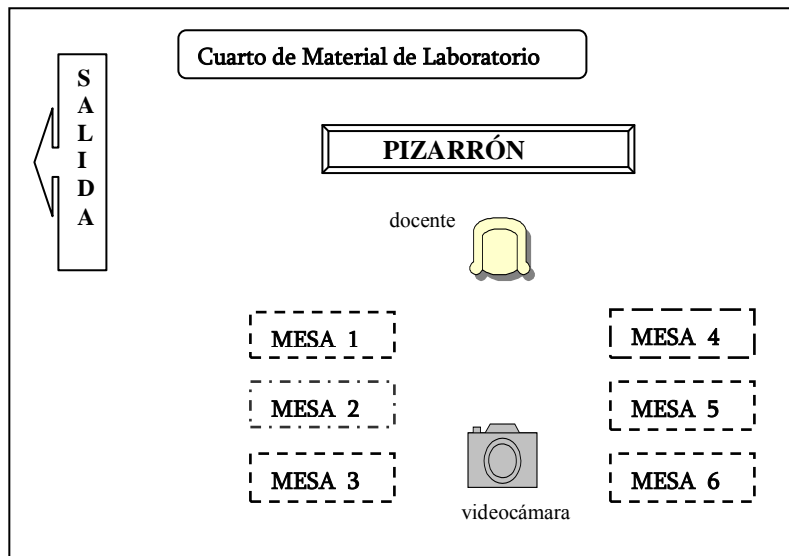 Cuarto de Material de Laboratorio
SALIDA
PIZARRÓN
docente
MESA 1
MESA 4
MESA 2
MESA 5
MESA 3
MESA 6
videocámara